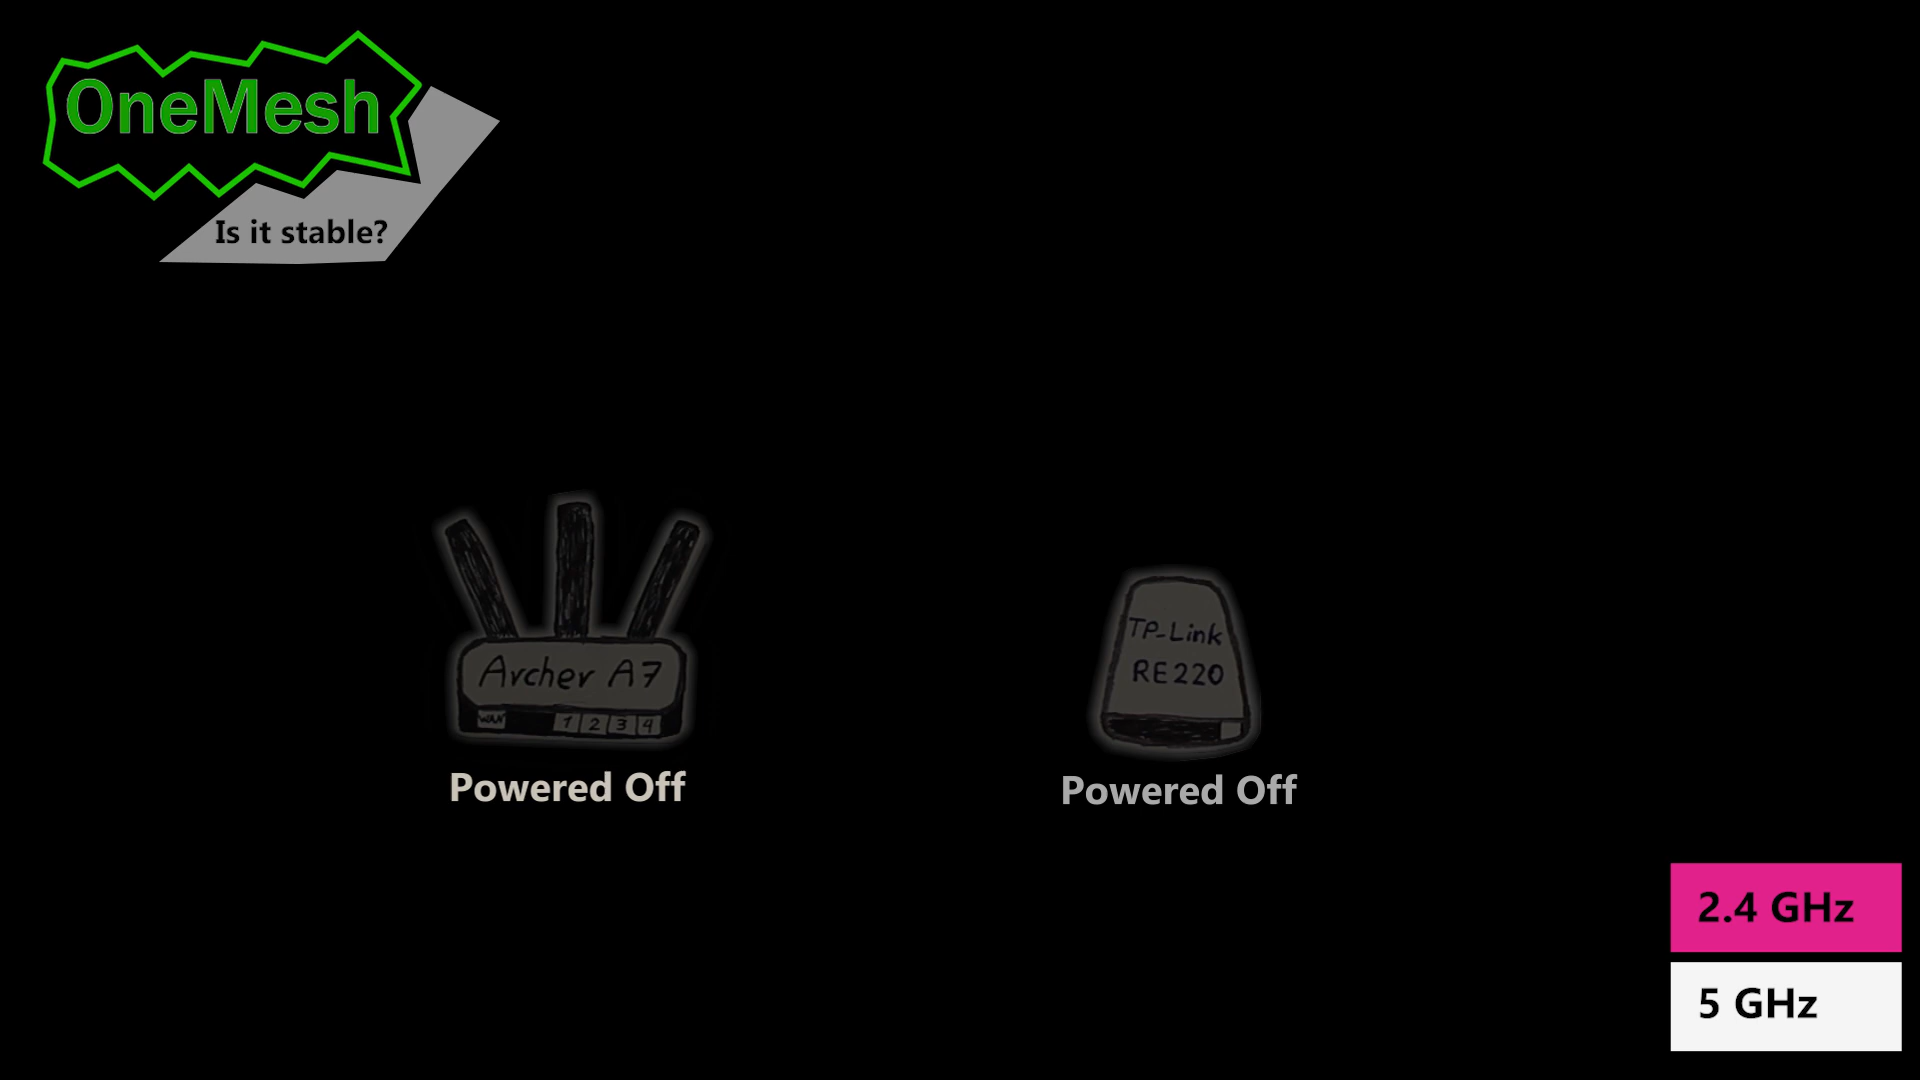 OneMesh
Is it stable?
Archer A7
WAN 1 2 3 4
Powered Off
TP-Link
RE220
Powered Off
2.4 GHz
5 GHz